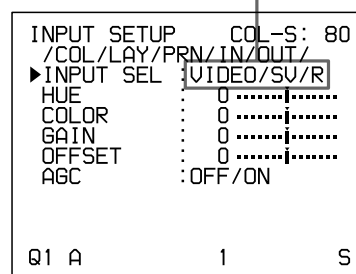 INPUT SETUP COL-S: 80
/COL/LAY/PRN/IN/OUT/
▶INPUT SEL :VIDEO/SV/R
HUE : 0
COLOR : 0
GAIN : 0
OFFSET : 0
AGC :OFF/ON
Q1 A 1 S